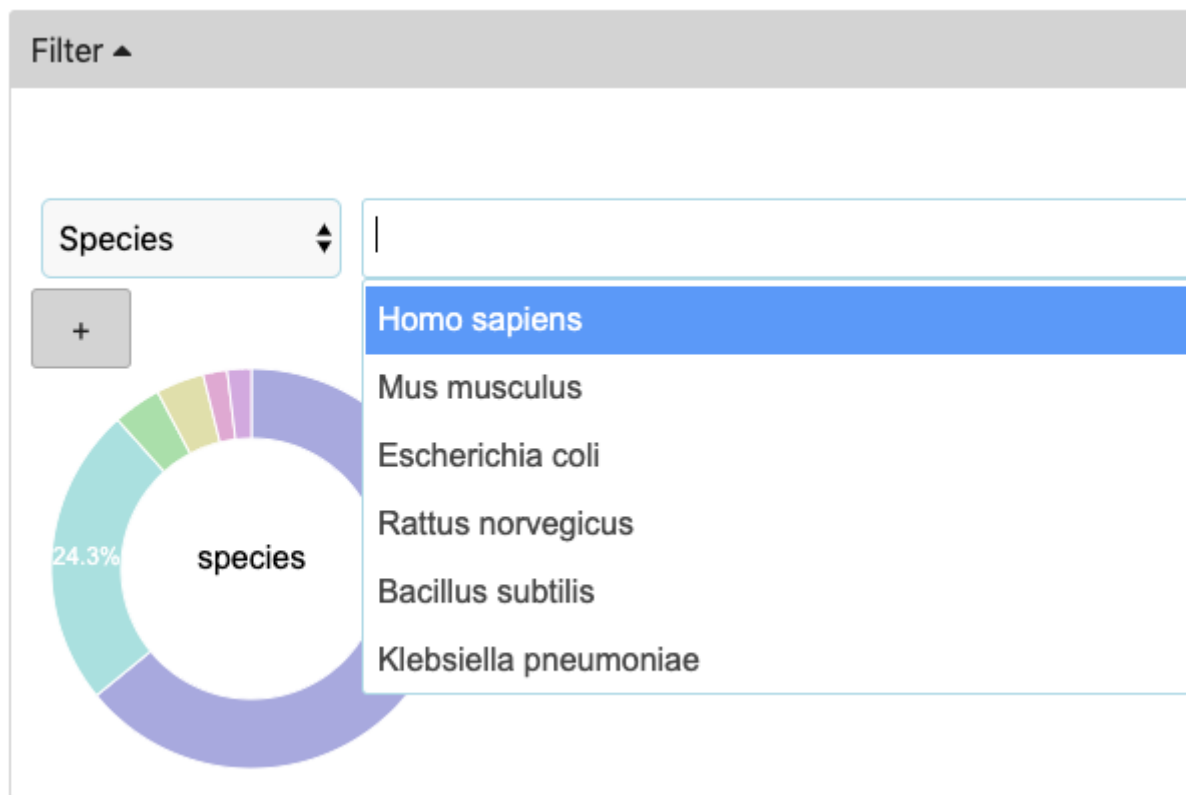 Filter
Species
+
Homo sapiens
Mus musculus
Escherichia coli
Rattus norvegicus
Bacillus subtilis
Klebsiella pneumoniae
24.3%
species